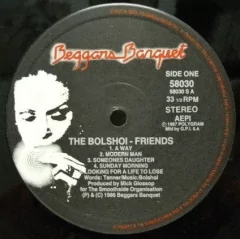 Beggars Banquet
SIDE ONE
58030
58030 S A
33 1/3 RPM
STEREO
AEPI
℗ 1987 POLYGRAM
Mfd by G.P.I. S.A
THE BOLSHOI - FRIENDS
1. A WAY
2. MODERN MAN
3. SOMEONES DAUGHTER
4. SUNDAY MORNING
LOOKING FOR A LIFE TO LOSE
Words: Tanner/Music:Bolshoi
Produced by Mick Glossop
for The Smoothside Organisation
(P) & (C) 1986 Beggars Banquet